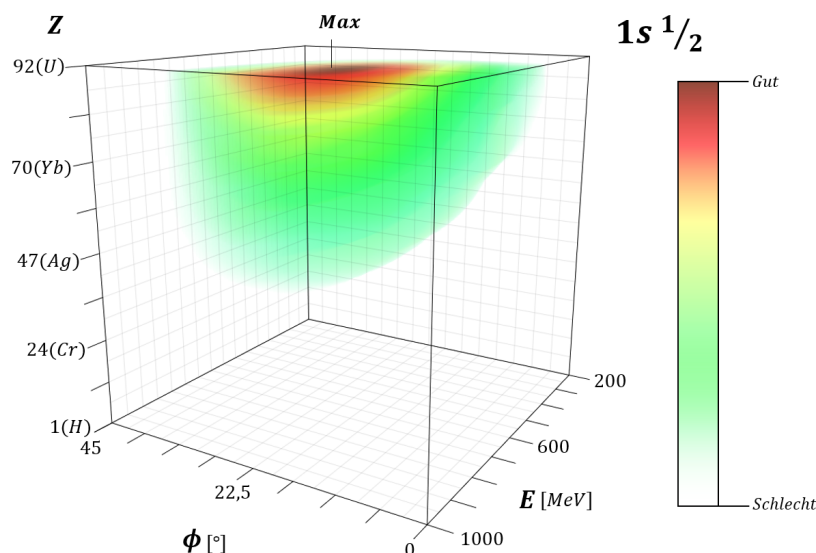 Z
Max
1s 1/2
92(U)
Gut
70(Yb)
47(Ag)
24(Cr)
200
1(H)
45
600
22,5
E [MeV]
Schlecht
1000
ϕ [°]
0